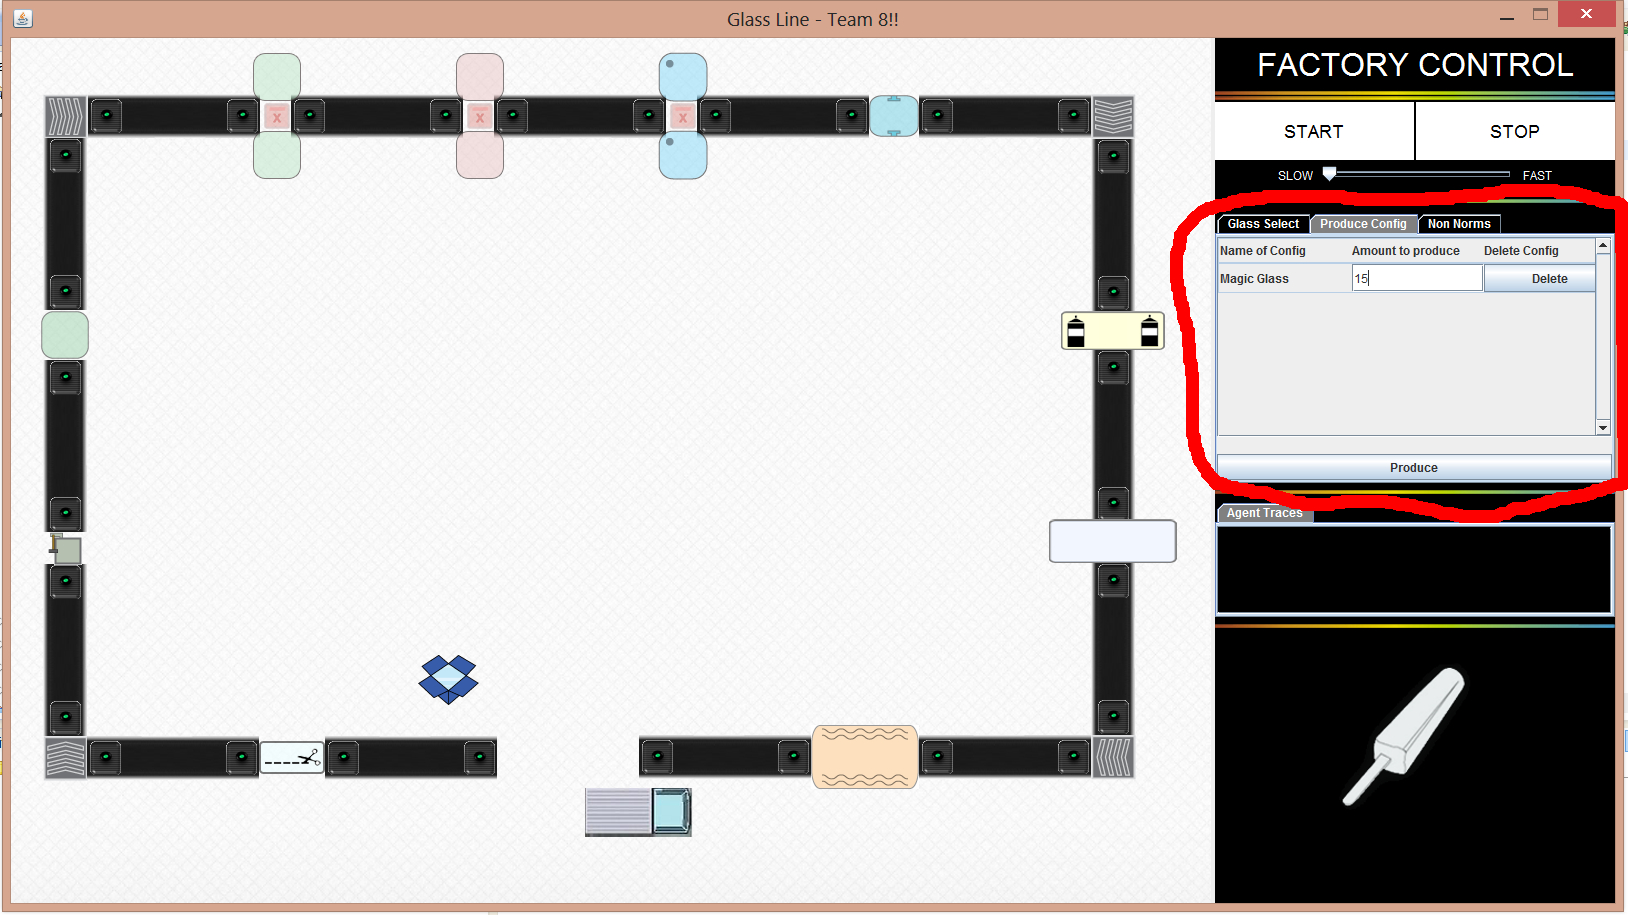 Glass Line - Team 8!!
FACTORY CONTROL
START STOP
SLOW FAST
Glass Select Produce Config Non Norms
Name of Config Amount to produce Delete Config
Magic Glass 15 Delete
Produce
Agent Traces
x x x